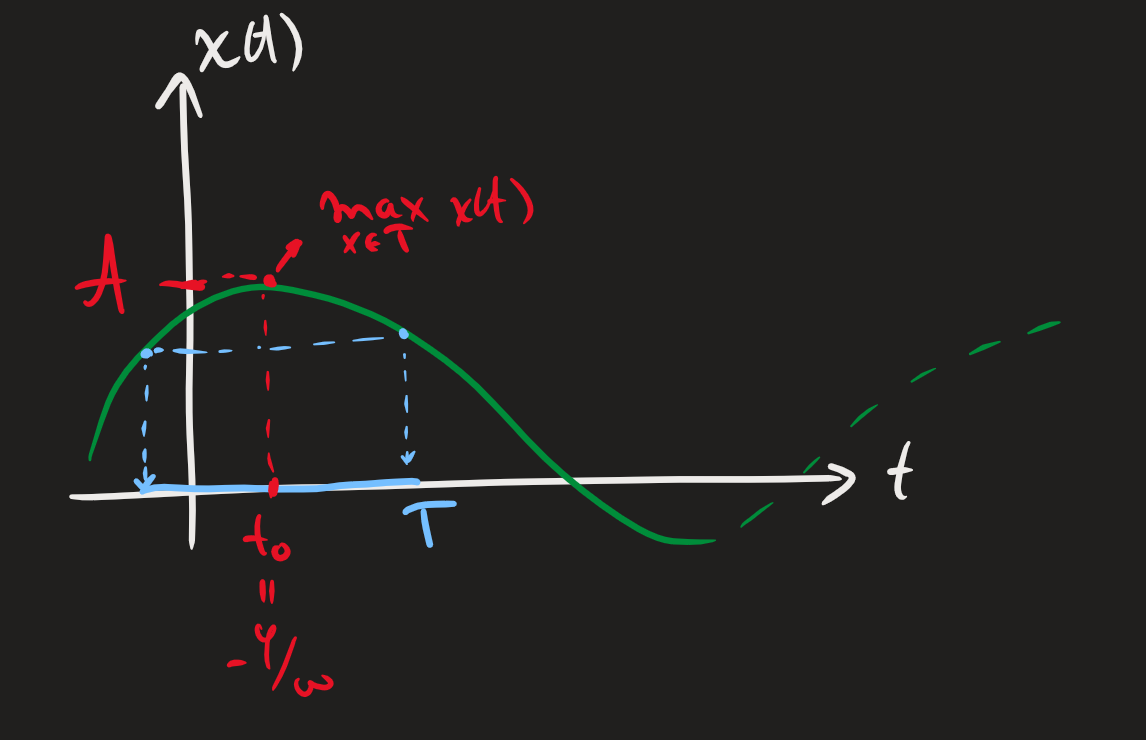 x(t)
max x(t)
x∈T
A
t
T
t₀
=
-φ/ω